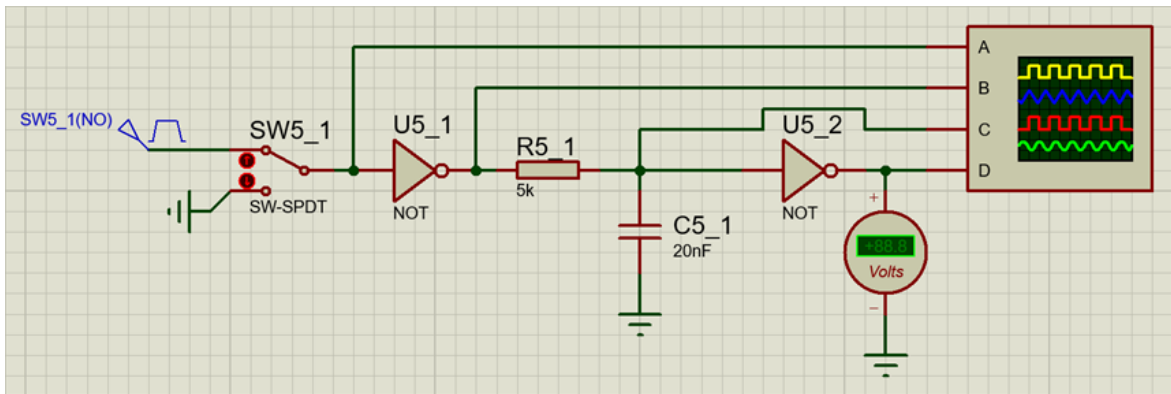 A
B
SW5_1(NO)
SW5_1
U5_1
R5_1
U5_2
C
D
5k
SW-SPDT
NOT
NOT
C5_1
20nF
+
+88.8
Volts
−